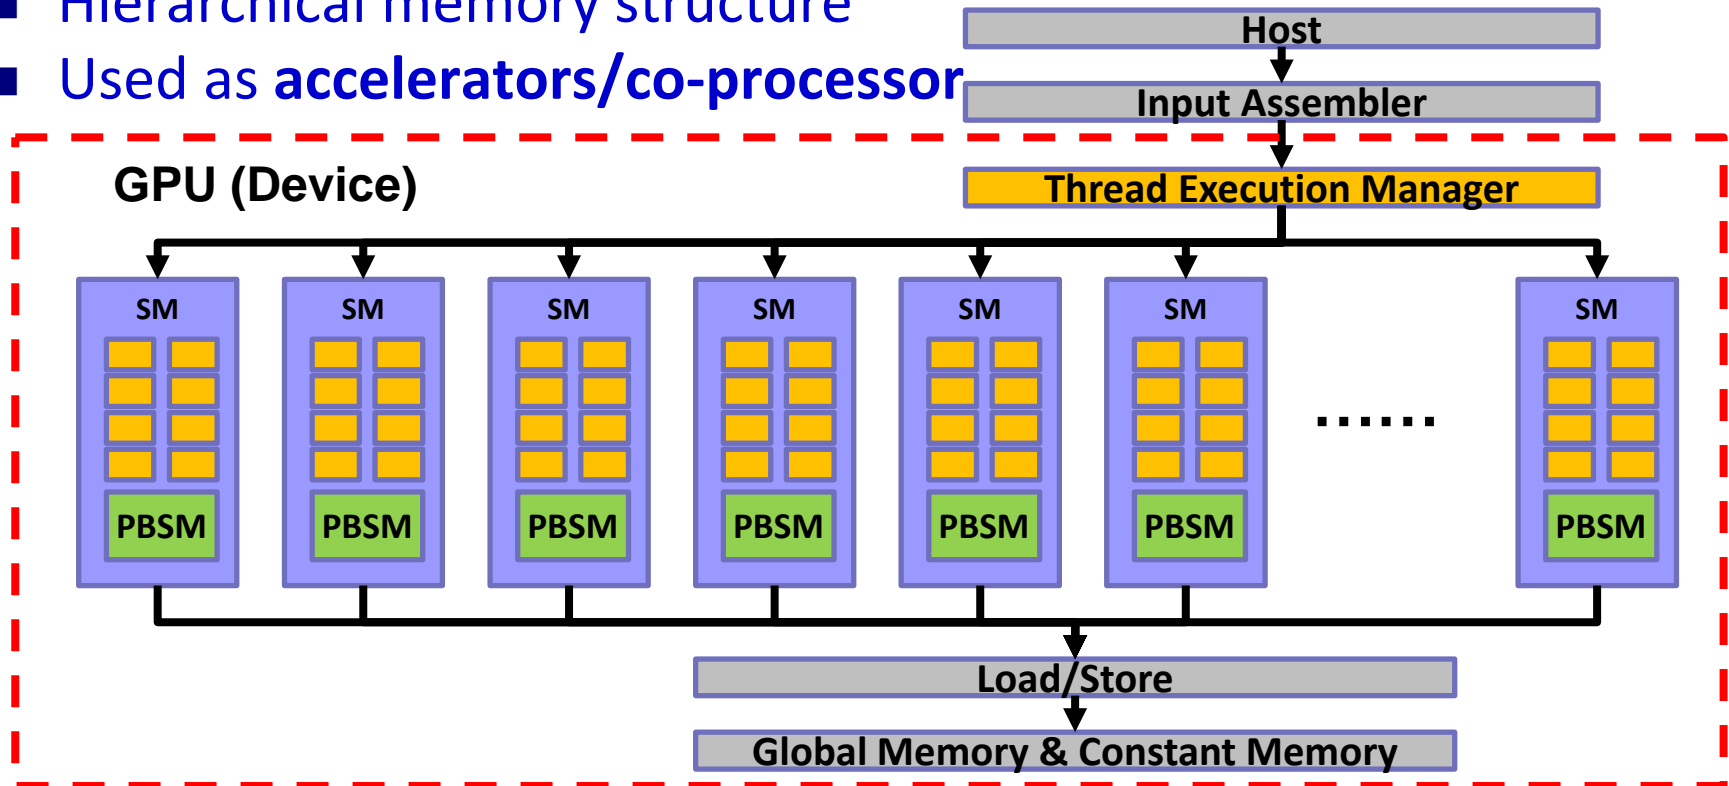 Hierarchical memory structure
Used as accelerators/co-processor
Host
Input Assembler
GPU (Device)
Thread Execution Manager
SM SM SM SM SM SM SM
......
PBSM PBSM PBSM PBSM PBSM PBSM PBSM
Load/Store
Global Memory & Constant Memory